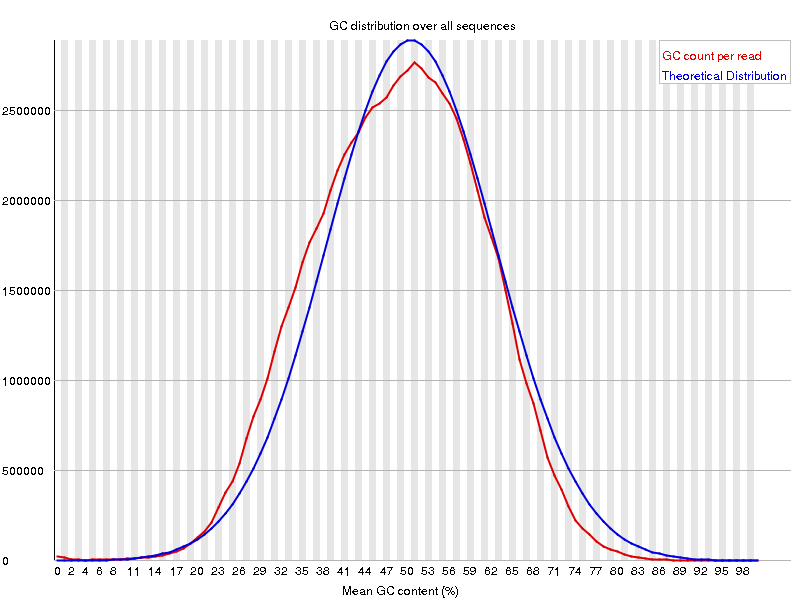 GC distribution over all sequences
GC count per read
Theoretical Distribution
2500000
2000000
1500000
1000000
500000
0
0 2 4 6 8 11 14 17 20 23 26 29 32 35 38 41 44 47 50 53 56 59 62 65 68 71 74 77 80 83 86 89 92 95 98
Mean GC content (%)